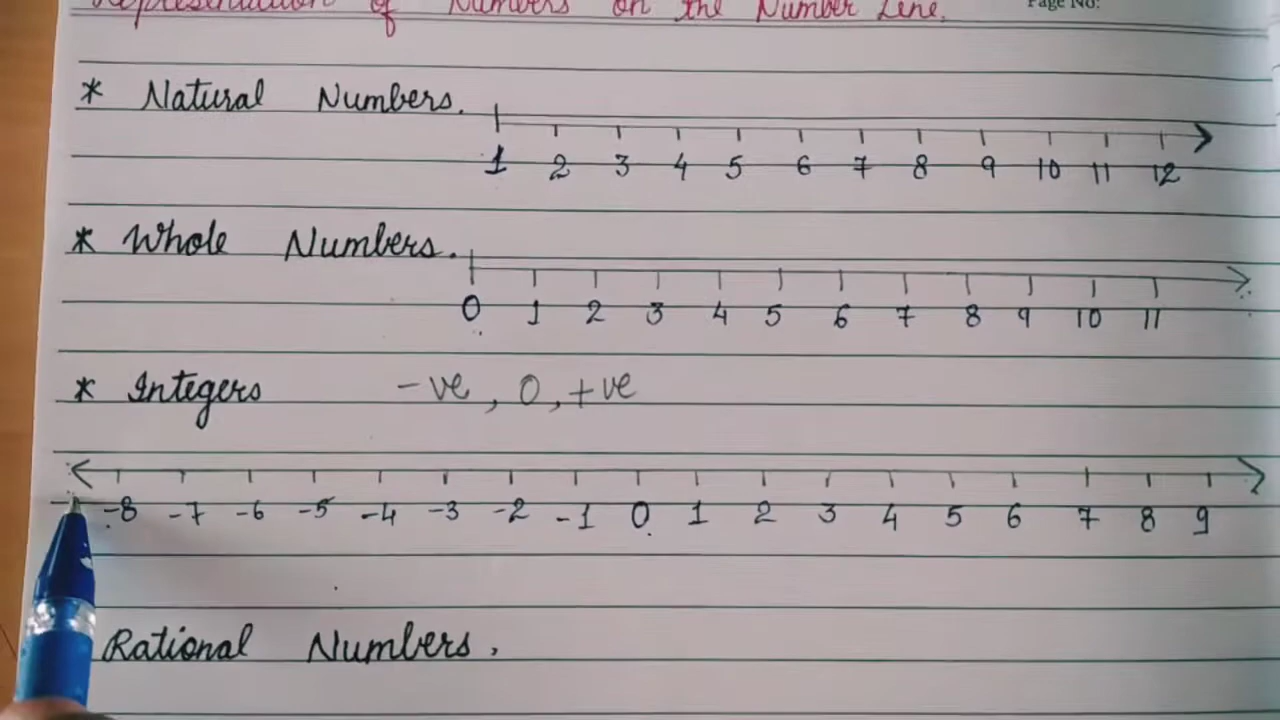 Representation of Numbers on the Number Line.
Page No:
* Natural Numbers.
1 2 3 4 5 6 7 8 9 10 11 12
* Whole Numbers.
0 1 2 3 4 5 6 7 8 9 10 11
* Integers -ve, 0, +ve
-8 -7 -6 -5 -4 -3 -2 -1 0 1 2 3 4 5 6 7 8 9
Rational Numbers.